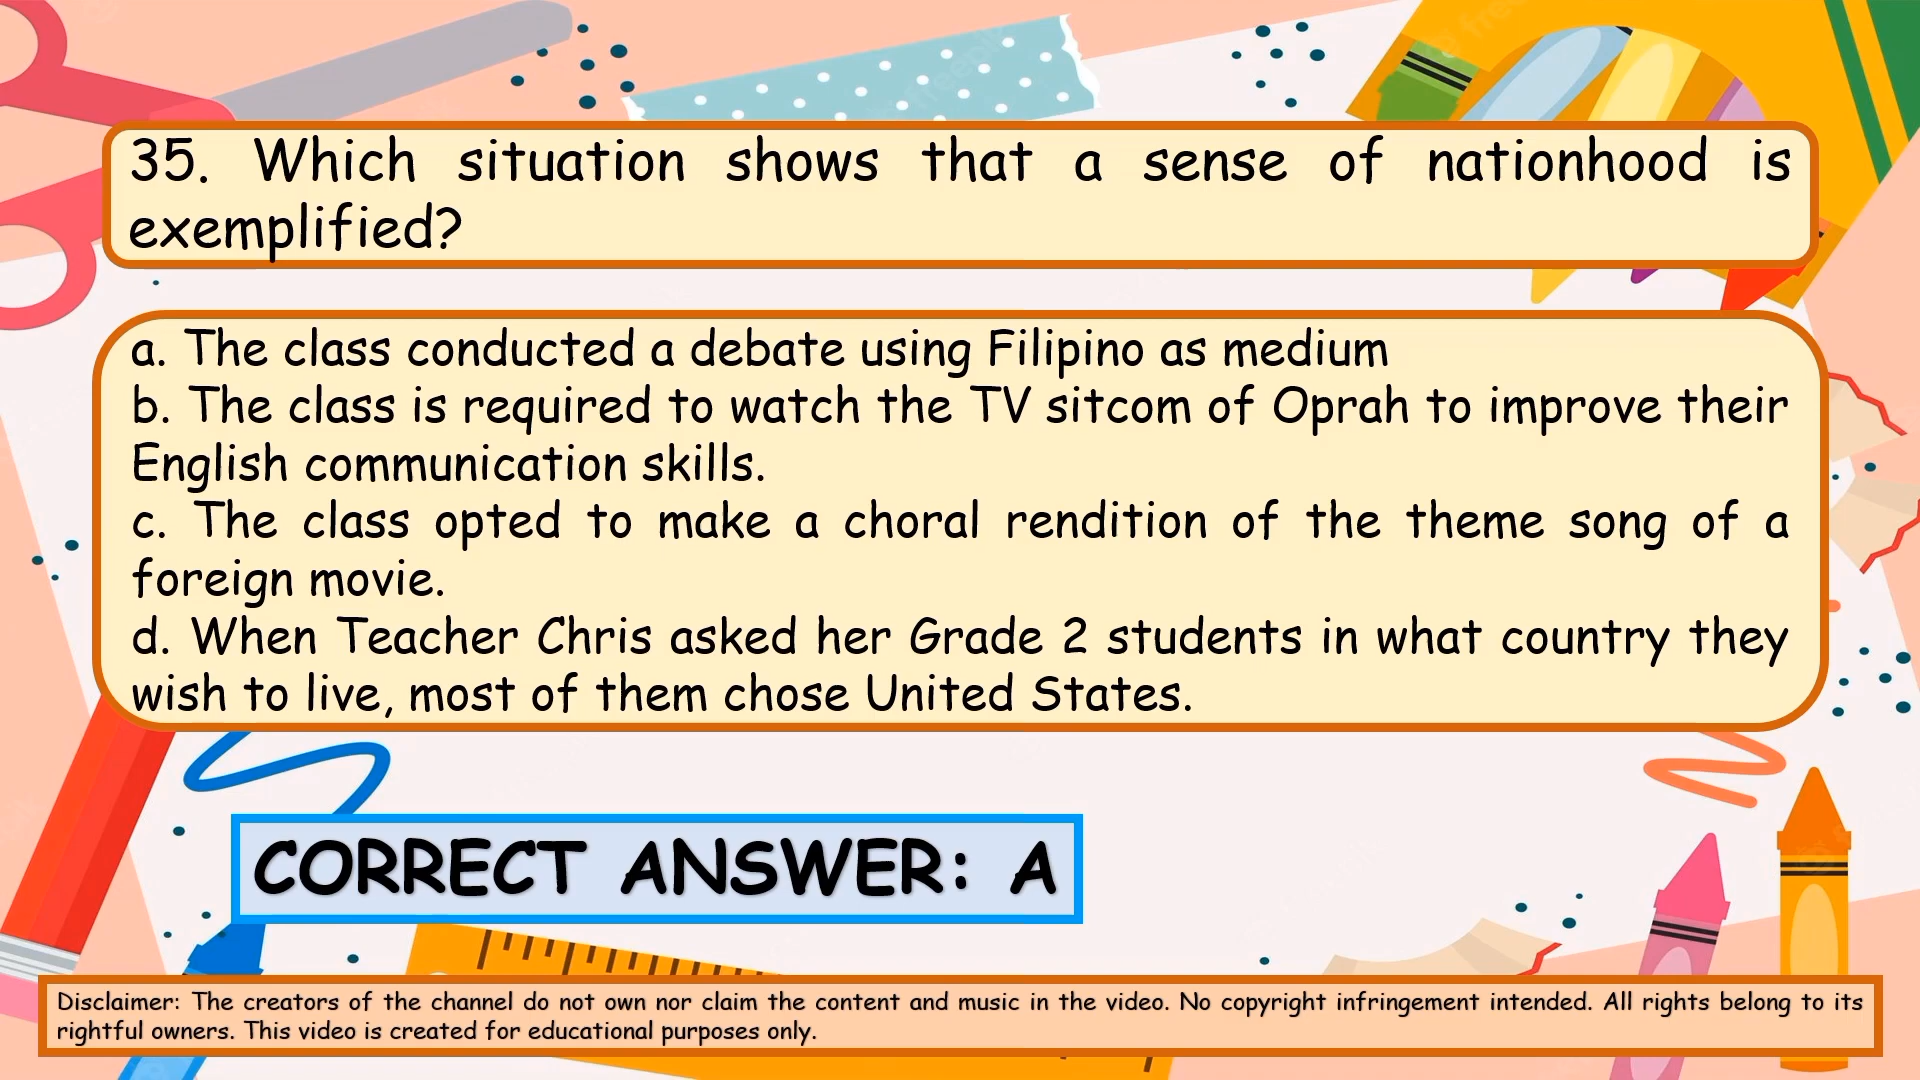 35. Which situation shows that a sense of nationhood is
exemplified?
a. The class conducted a debate using Filipino as medium
b. The class is required to watch the TV sitcom of Oprah to improve their
English communication skills.
c. The class opted to make a choral rendition of the theme song of a
foreign movie.
d. When Teacher Chris asked her Grade 2 students in what country they
wish to live, most of them chose United States.
CORRECT ANSWER: A
Disclaimer: The creators of the channel do not own nor claim the content and music in the video. No copyright infringement intended. All rights belong to its
rightful owners. This video is created for educational purposes only.